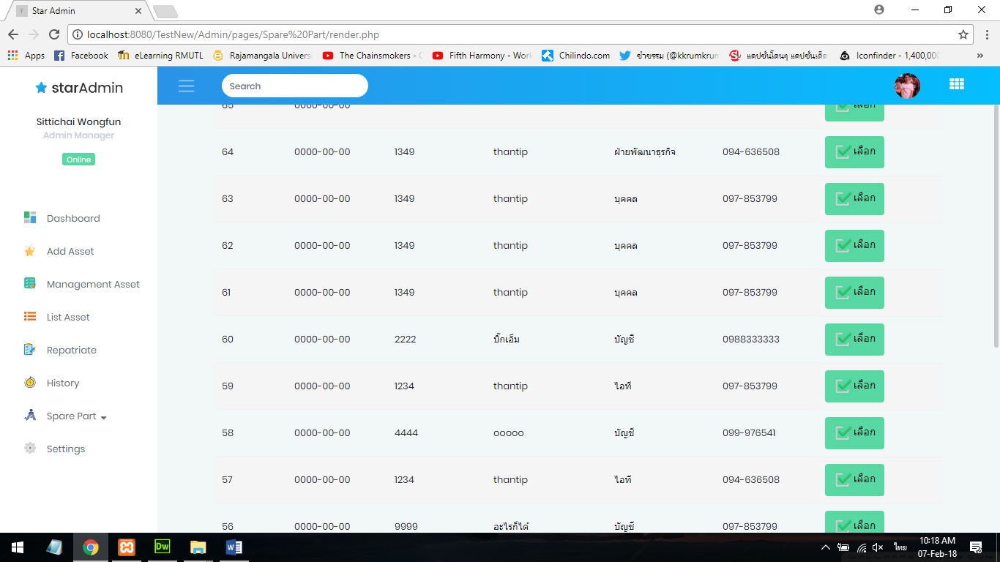 Star Admin
localhost:8080/TestNew/Admin/pages/Spare%20Part/render.php
Apps Facebook eLearning RMUTL Rajamangala Univers The Chainsmokers - Fifth Harmony - Work Chilindo.com ขำขรรม (@kkrumkrum แคปชั่นโดนๆ แคปชั่นเด็ด Iconfinder - 1,400,000 »
starAdmin
Search
Sittichai Wongfun
Admin Manager
Online
Dashboard
Add Asset
Management Asset
List Asset
Repatriate
History
Spare Part
Settings
65 0000-00-00 เลือก
64 0000-00-00 1349 thantip ฝ่ายพัฒนาธุรกิจ 094-636508 เลือก
63 0000-00-00 1349 thantip บุคคล 097-853799 เลือก
62 0000-00-00 1349 thantip บุคคล 097-853799 เลือก
61 0000-00-00 1349 thantip บุคคล 097-853799 เลือก
60 0000-00-00 2222 บิ๊กเอ็ม บัญชี 0988333333 เลือก
59 0000-00-00 1234 thantip ไอที 097-853799 เลือก
58 0000-00-00 4444 ooooo บัญชี 099-976541 เลือก
57 0000-00-00 1234 thantip ไอที 094-636508 เลือก
56 0000-00-00 9999 อะไรก็ได้ บัญชี 097-853799 เลือก
Dw
ไทย
10:18 AM
07-Feb-18